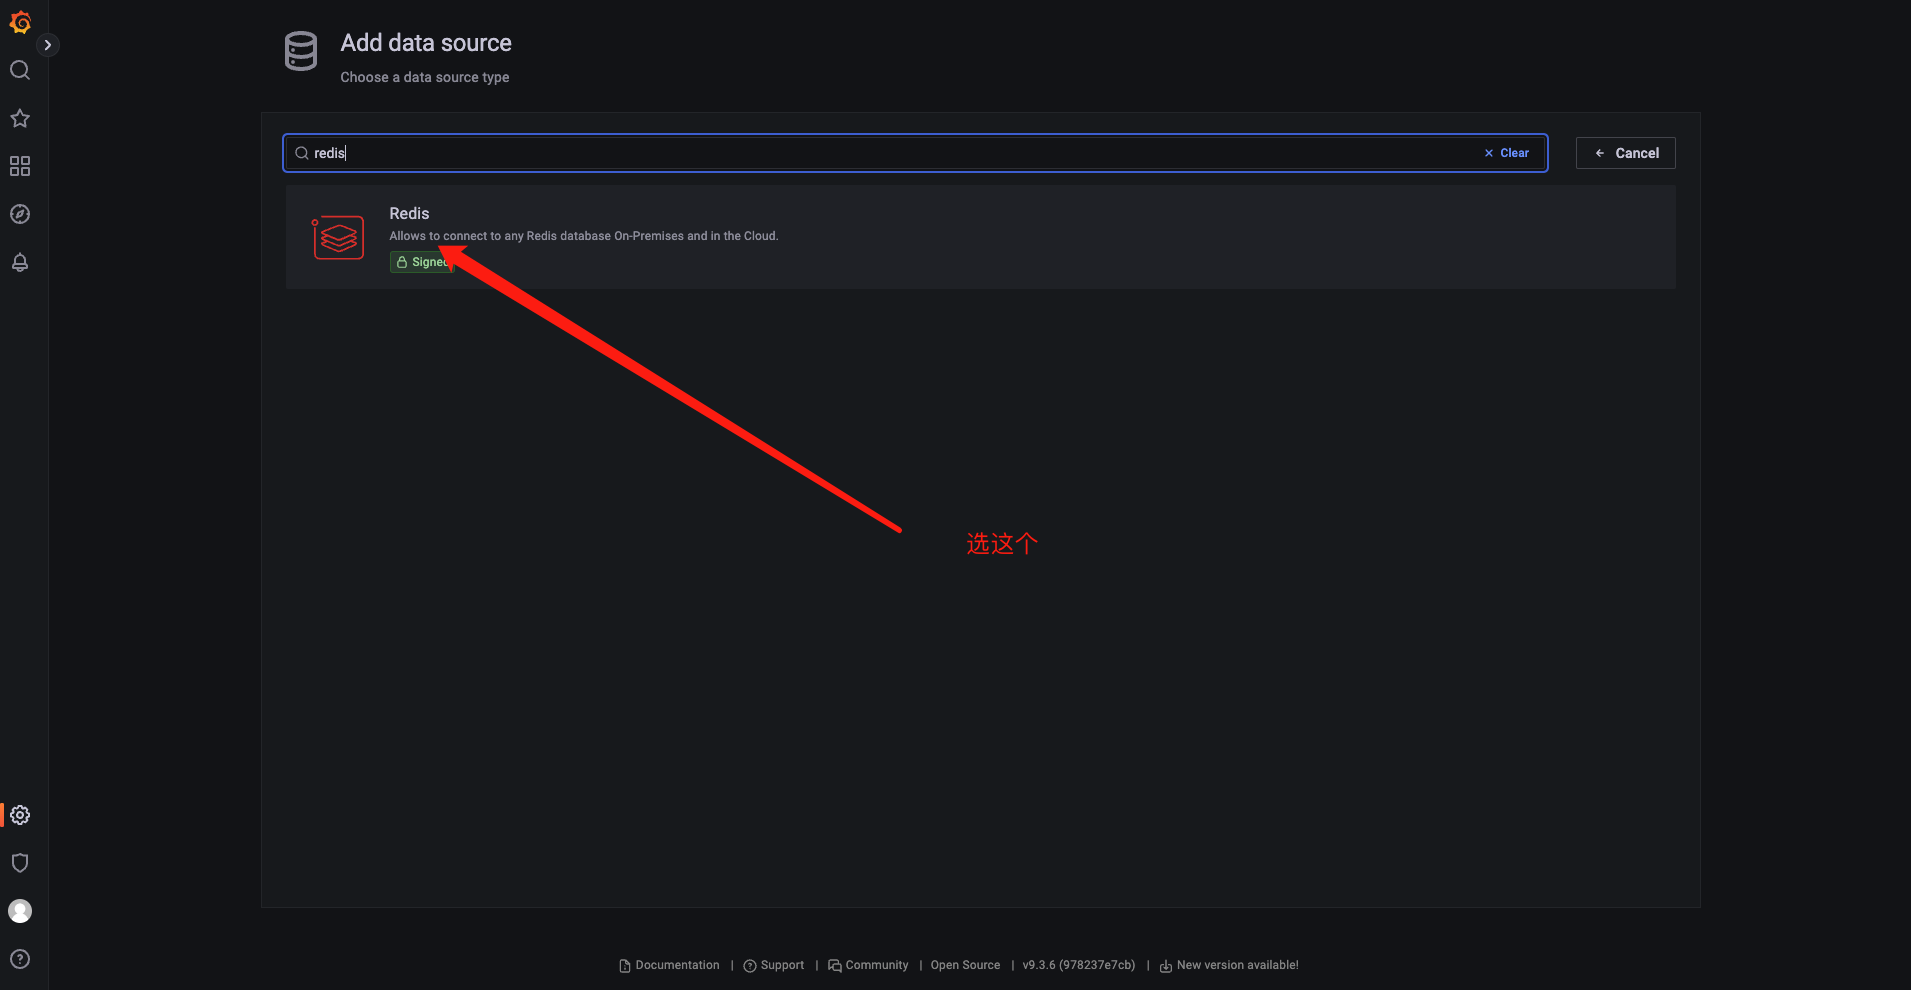 Add data source
Choose a data source type
redis
Clear
Cancel
Redis
Allows to connect to any Redis database On-Premises and in the Cloud.
Signed
选这个
Documentation | Support | Community | Open Source | v9.3.6 (978237e7cb) | New version available!